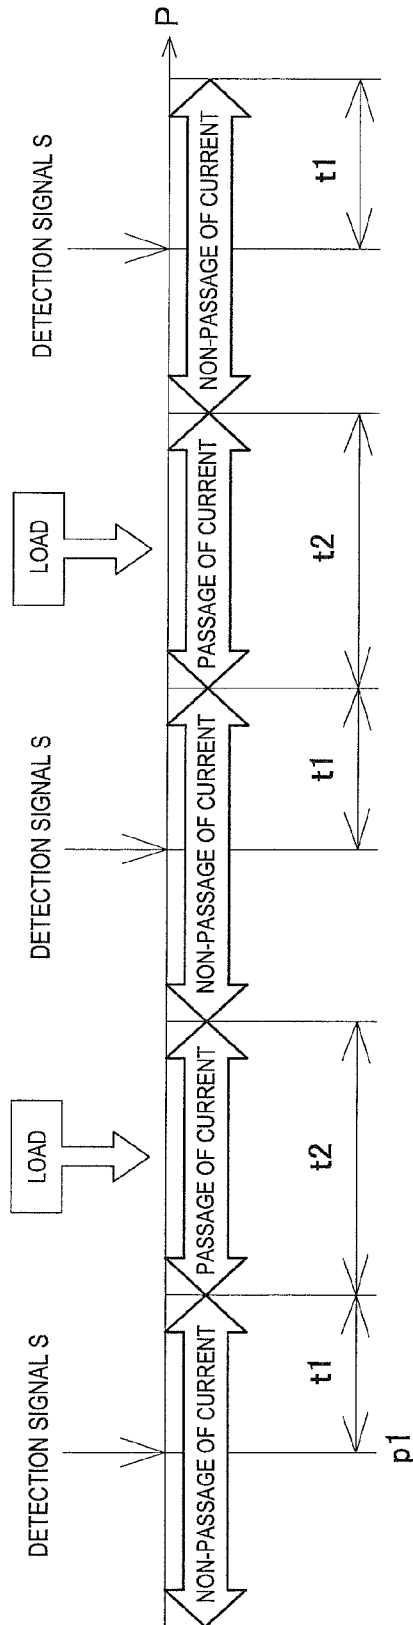 DETECTION SIGNAL S
LOAD
DETECTION SIGNAL S
LOAD
DETECTION SIGNAL S
P
NON-PASSAGE OF CURRENT
PASSAGE OF CURRENT
NON-PASSAGE OF CURRENT
PASSAGE OF CURRENT
NON-PASSAGE OF CURRENT
t1
t2
t1
t2
t1
p1